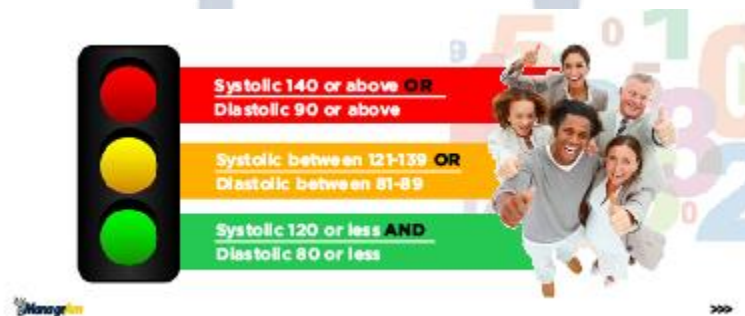 Systolic 140 or above OR
Diastolic 90 or above
Systolic between 121-139 OR
Diastolic between 81-89
Systolic 120 or less AND
Diastolic 80 or less
>>>